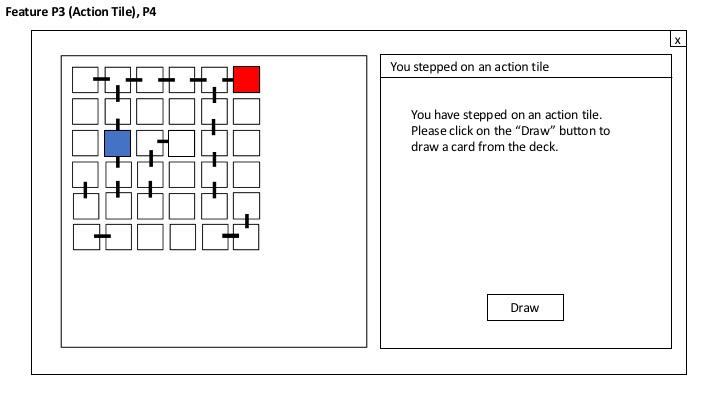 Feature P3 (Action Tile), P4
x
You stepped on an action tile
You have stepped on an action tile.
Please click on the “Draw” button to
draw a card from the deck.
Draw